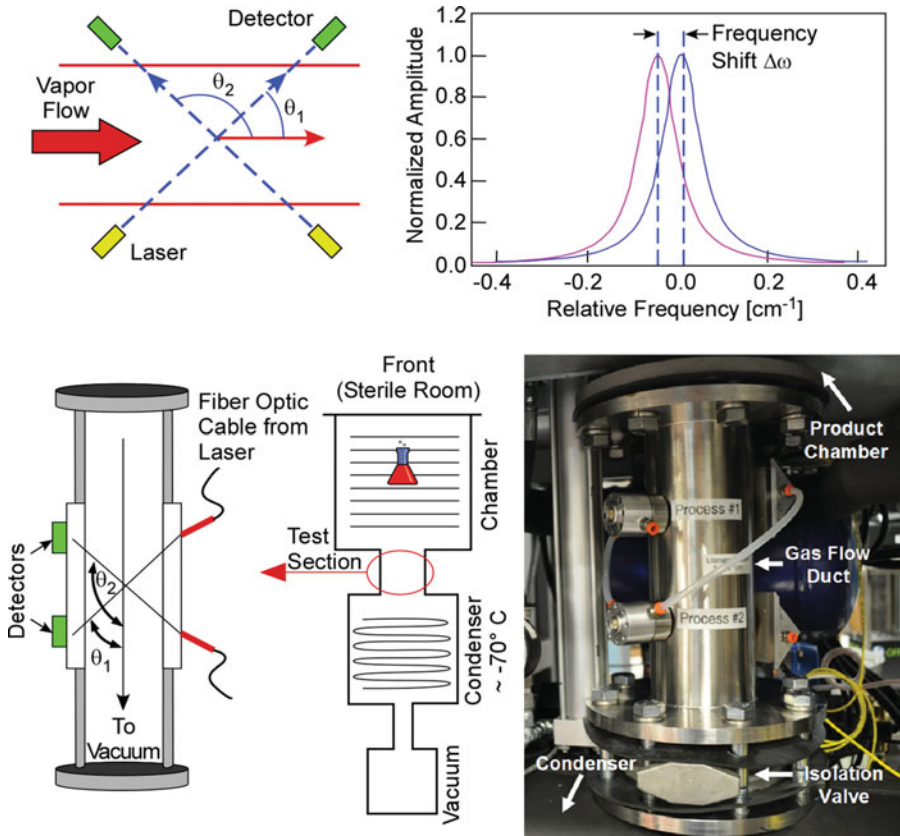 Detector
Vapor
Flow
θ2
θ1
Laser
Normalized Amplitude
1.2
1.0
0.8
0.6
0.4
0.2
0.0
Frequency
Shift Δω
-0.4
-0.2
0.0
0.2
0.4
Relative Frequency [cm-1]
Fiber Optic
Cable from
Laser
Detectors
θ2
θ1
To
Vacuum
Front
(Sterile Room)
Chamber
Test
Section
Condenser
~ -70° C
Vacuum
Product
Chamber
Process #1
Gas Flow
Duct
Process #2
Condenser
Isolation
Valve